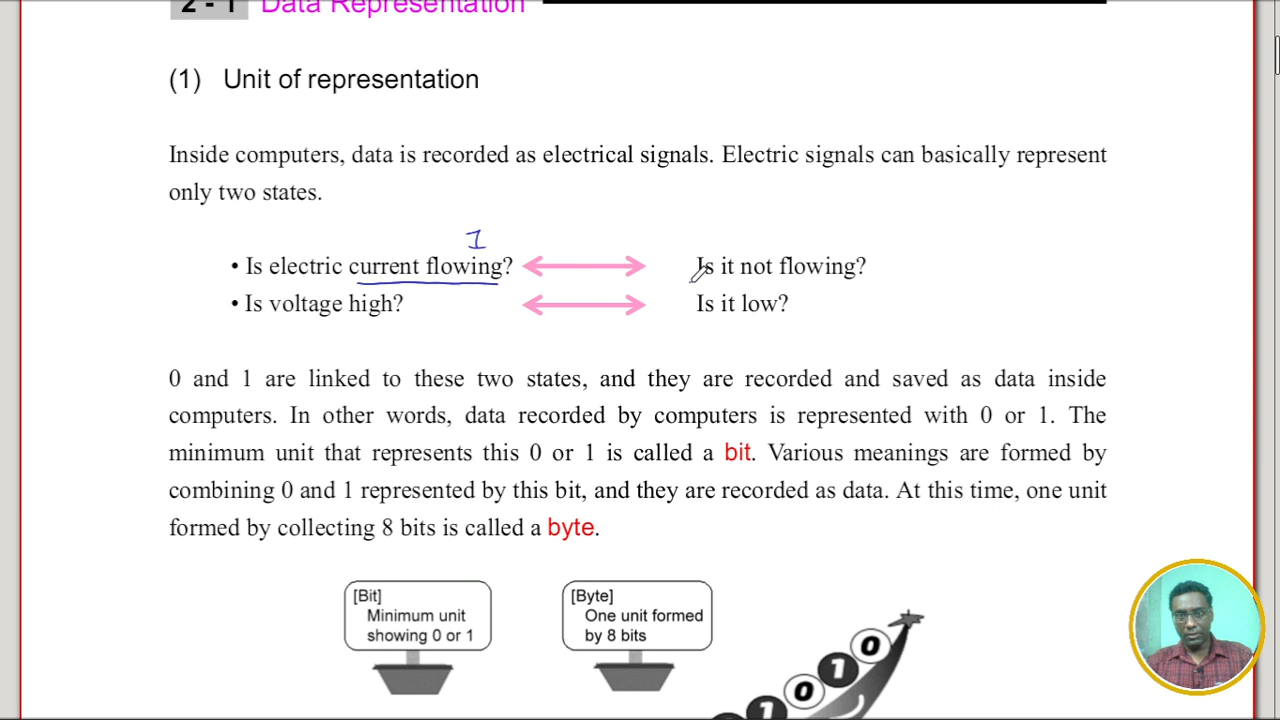 2 - 1 Data Representation
(1) Unit of representation
Inside computers, data is recorded as electrical signals. Electric signals can basically represent
only two states.
1
• Is electric current flowing? Is it not flowing?
• Is voltage high? Is it low?
0 and 1 are linked to these two states, and they are recorded and saved as data inside
computers. In other words, data recorded by computers is represented with 0 or 1. The
minimum unit that represents this 0 or 1 is called a bit. Various meanings are formed by
combining 0 and 1 represented by this bit, and they are recorded as data. At this time, one unit
formed by collecting 8 bits is called a byte.
[Bit]
Minimum unit
showing 0 or 1
[Byte]
One unit formed
by 8 bits
1 0 1 0